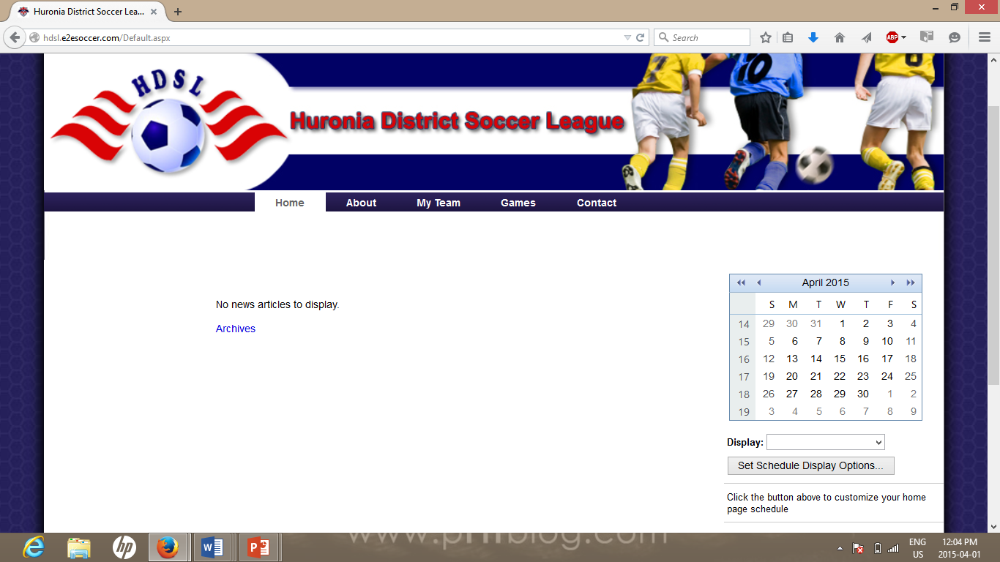 Huronia District Soccer Lea...
hdsl.e2esoccer.com/Default.aspx
Search
ABP
HDSL
Huronia District Soccer League
7
10
8
Home About My Team Games Contact
April 2015
S M T W T F S
14 29 30 31 1 2 3 4
No news articles to display.
Archives
15 5 6 7 8 9 10 11
16 12 13 14 15 16 17 18
17 19 20 21 22 23 24 25
18 26 27 28 29 30 1 2
19 3 4 5 6 7 8 9
Display:
Set Schedule Display Options...
Click the button above to customize your home
page schedule
hp
ENG 12:04 PM
US 2015-04-01